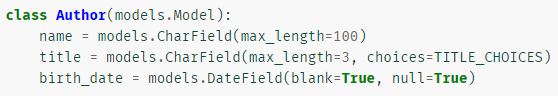 class Author(models.Model):
    name = models.CharField(max_length=100)
    title = models.CharField(max_length=3, choices=TITLE_CHOICES)
    birth_date = models.DateField(blank=True, null=True)